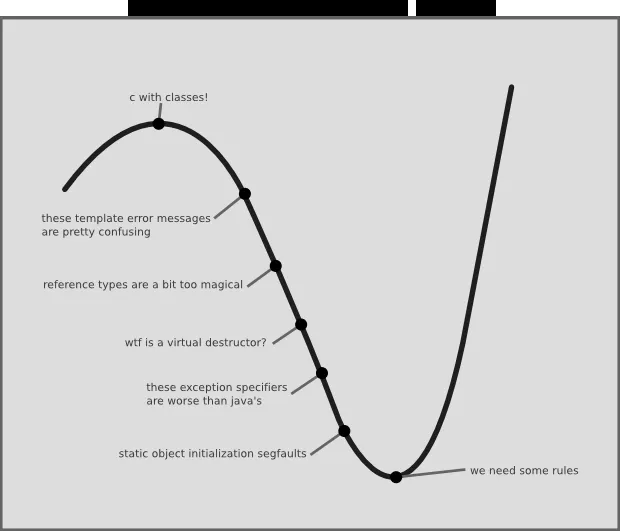 c with classes!
these template error messages
are pretty confusing
reference types are a bit too magical
wtf is a virtual destructor?
these exception specifiers
are worse than java's
static object initialization segfaults
we need some rules